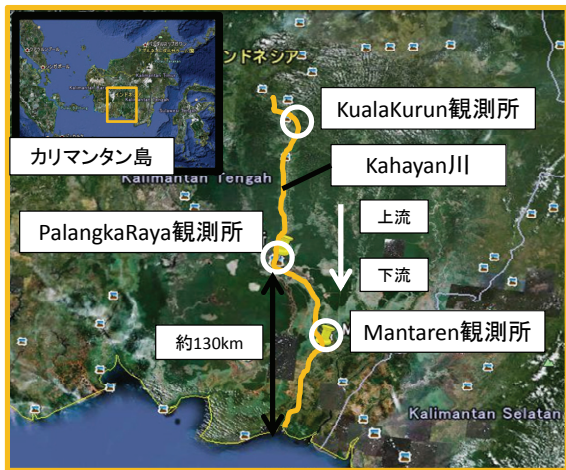 ンドネシア
カリマンタン島
Kalimantan Tengah
KualaKurun観測所
Kahayan川
上流
下流
PalangkaRaya観測所
Mantaren観測所
約130km
Kalimantan Selatan